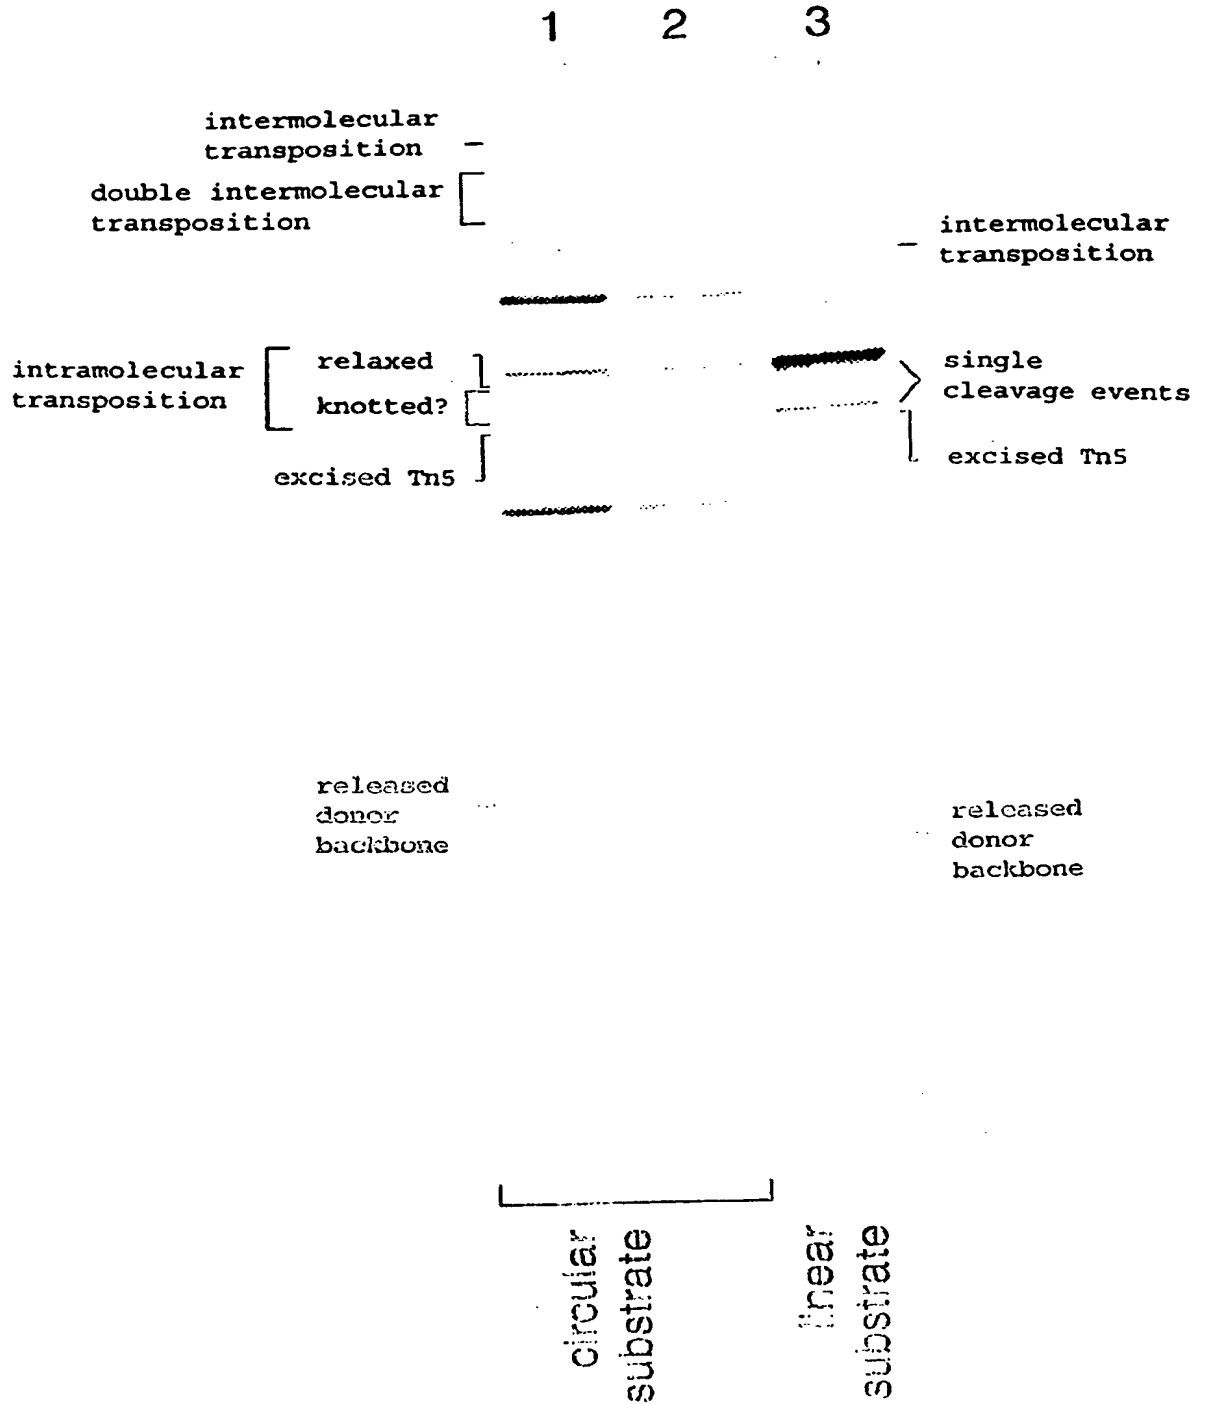 1 2 3
intermolecular
transposition
double intermolecular
transposition
intermolecular
transposition
intramolecular
transposition
relaxed
knotted?
excised Tn5
single
cleavage events
excised Tn5
released
donor
backbone
released
donor
backbone
circular
substrate
linear
substrate